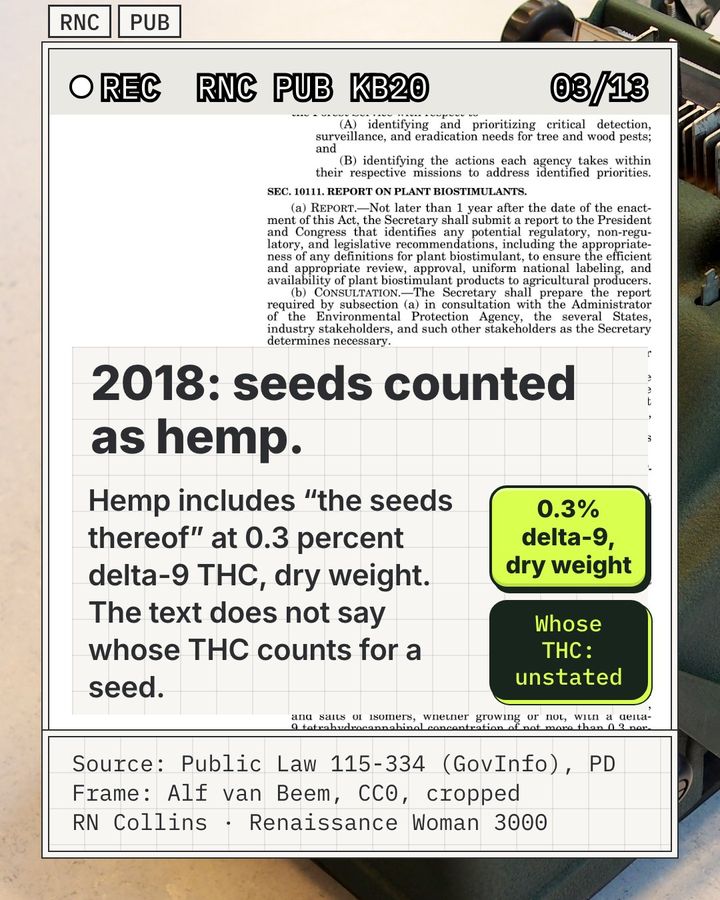 RNC PUB
REC RNC PUB KB20 03/13
(A) identifying and prioritizing critical detection,
surveillance, and eradication needs for tree and wood pests;
and
(B) identifying the actions each agency takes within
their respective missions to address identified priorities.
SEC. 10111. REPORT ON PLANT BIOSTIMULANTS.
(a) REPORT.—Not later than 1 year after the date of the enact-
ment of this Act, the Secretary shall submit a report to the President
and Congress that identifies any potential regulatory, non-regu-
latory, and legislative recommendations, including the appropriate-
ness of any definitions for plant biostimulant, to ensure the efficient
and appropriate review, approval, uniform national labeling, and
availability of plant biostimulant products to agricultural producers.
(b) CONSULTATION.—The Secretary shall prepare the report
required by subsection (a) in consultation with the Administrator
of the Environmental Protection Agency, the several States,
industry stakeholders, and such other stakeholders as the Secretary
determines necessary.
2018: seeds counted
as hemp.
Hemp includes “the seeds
thereof” at 0.3 percent
delta-9 THC, dry weight.
The text does not say
whose THC counts for a
seed.
0.3%
delta-9,
dry weight
Whose
THC:
unstated
and salts of isomers, whether growing or not, with a delta-
9 tetrahydrocannabinol concentration of not more than 0.3 per-
Source: Public Law 115-334 (GovInfo), PD
Frame: Alf van Beem, CC0, cropped
RN Collins · Renaissance Woman 3000